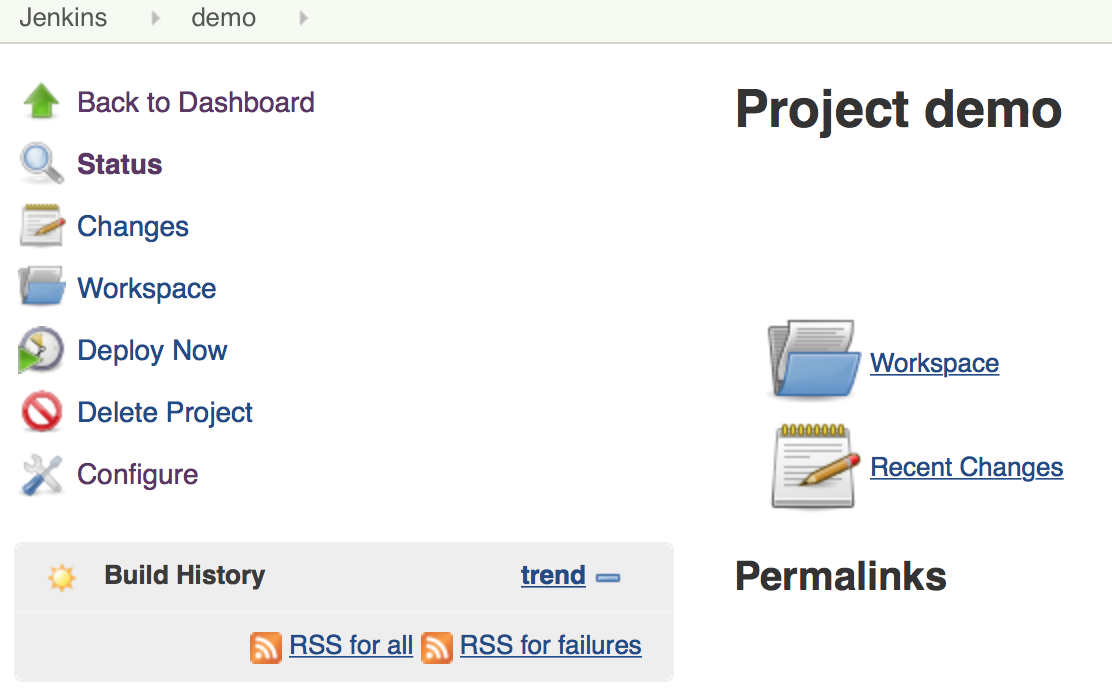 Jenkins demo
Back to Dashboard
Status
Changes
Workspace
Deploy Now
Delete Project
Configure
Build History trend
RSS for all RSS for failures
Project demo
Workspace
Recent Changes
Permalinks